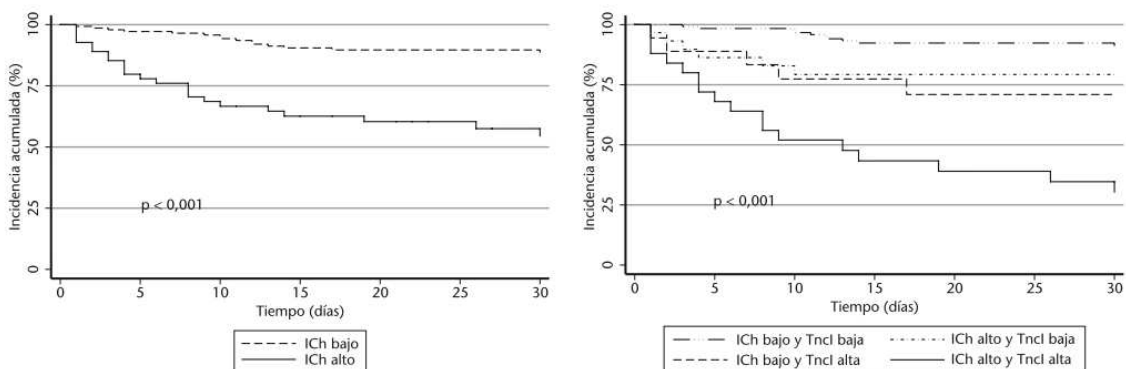 Incidencia acumulada (%)
100
75
50
25
0
p < 0,001
0 5 10 15 20 25 30
Tiempo (días)
ICh bajo
ICh alto
Incidencia acumulada (%)
100
75
50
25
0
p < 0,001
0 5 10 15 20 25 30
Tiempo (días)
ICh bajo y TncI baja ICh alto y TncI baja
ICh bajo y TncI alta ICh alto y TncI alta